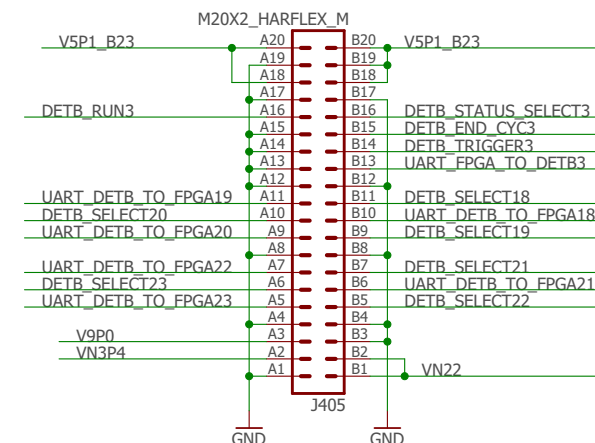 M20X2_HARFLEX_M
V5P1_B23 A20 B20 V5P1_B23
A19 B19
A18 B18
A17 B17
DETB_RUN3 A16 B16 DETB_STATUS_SELECT3
A15 B15 DETB_END_CYC3
A14 B14 DETB_TRIGGER3
A13 B13 UART_FPGA_TO_DETB3
A12 B12
UART_DETB_TO_FPGA19 A11 B11 DETB_SELECT18
DETB_SELECT20 A10 B10 UART_DETB_TO_FPGA18
UART_DETB_TO_FPGA20 A9 B9 DETB_SELECT19
A8 B8
UART_DETB_TO_FPGA22 A7 B7 DETB_SELECT21
DETB_SELECT23 A6 B6 UART_DETB_TO_FPGA21
UART_DETB_TO_FPGA23 A5 B5 DETB_SELECT22
A4 B4
V9P0 A3 B3
VN3P4 A2 B2
A1 B1 VN22
J405
GND GND